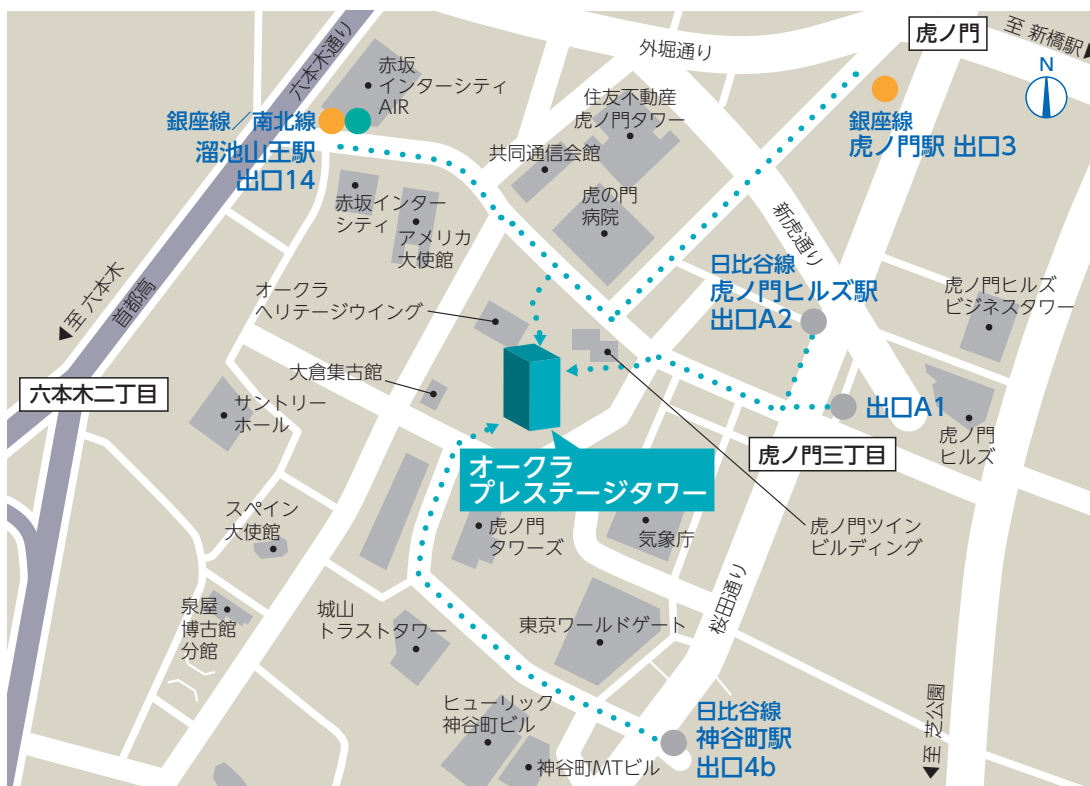 外堀通り
虎ノ門
至 新橋駅
N
六本木通り
赤坂
インターシティ
AIR
銀座線／南北線
溜池山王駅
出口14
住友不動産
虎ノ門タワー
共同通信会館
銀座線
虎ノ門駅 出口3
赤坂インター
シティ
アメリカ
大使館
虎の門
病院
新虎通り
日比谷線
虎ノ門ヒルズ駅
出口A2
虎ノ門ヒルズ
ビジネスタワー
至 六本木
首都高
オークラ
ヘリテージウイング
大倉集古館
六本木二丁目
サントリー
ホール
出口A1
虎ノ門
ヒルズ
虎ノ門三丁目
オークラ
プレステージタワー
スペイン
大使館
虎ノ門
タワーズ
気象庁
虎ノ門ツイン
ビルディング
泉屋
博古館
分館
城山
トラストタワー
東京ワールドゲート
桜田通り
ヒューリック
神谷町ビル
神谷町MTビル
日比谷線
神谷町駅
出口4b
至 芝公園